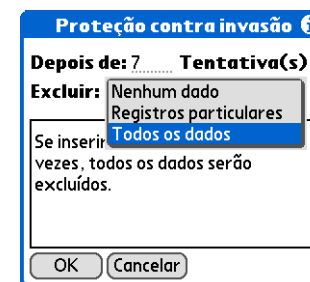 Proteção contra invasão
Depois de: 7 Tentativa(s)
Excluir: Nenhum dado
Registros particulares
Todos os dados
Se inserir
vezes, todos os dados serão
excluídos.
OK Cancelar